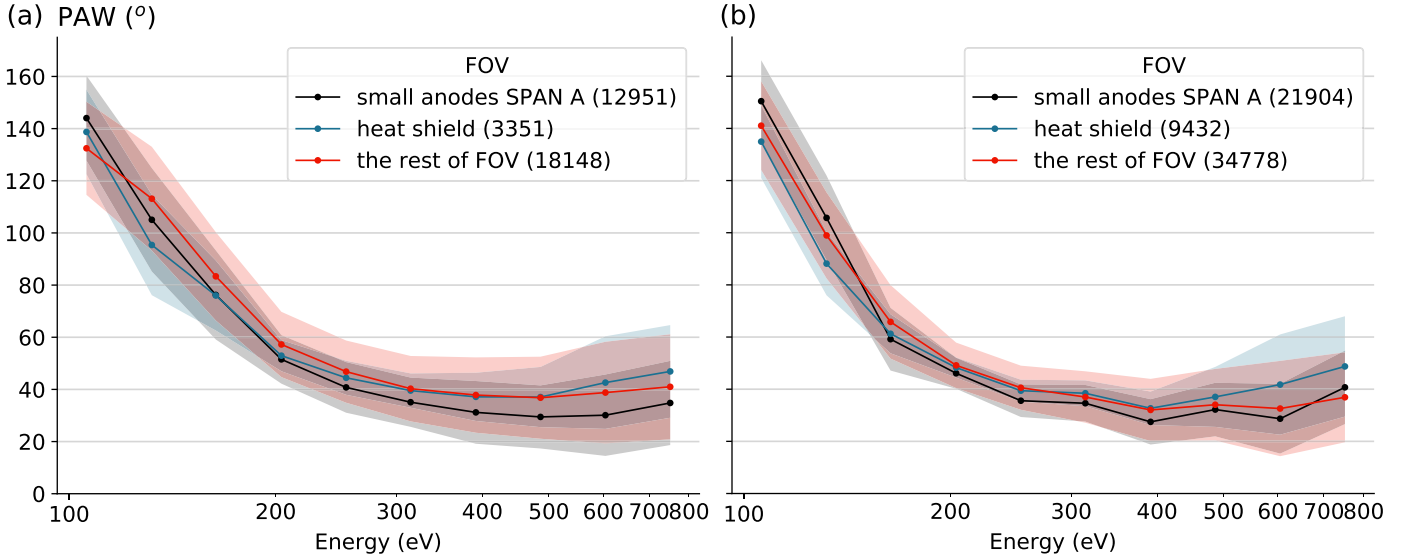 (a) PAW (°)
FOV
small anodes SPAN A (12951)
heat shield (3351)
the rest of FOV (18148)
160
140
120
100
80
60
40
20
0
100 200 300 400 500 600 700 800
Energy (eV)
(b)
FOV
small anodes SPAN A (21904)
heat shield (9432)
the rest of FOV (34778)
100 200 300 400 500 600 700 800
Energy (eV)